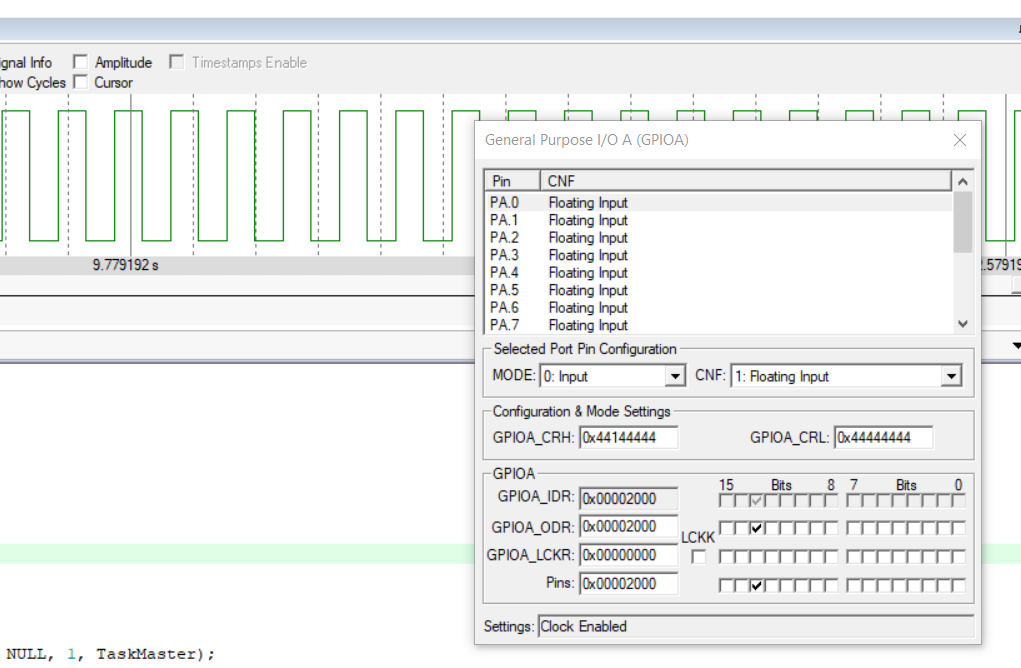 ignal Info Amplitude Timestamps Enable
how Cycles Cursor
General Purpose I/O A (GPIOA)
Pin CNF
PA.0 Floating Input
PA.1 Floating Input
PA.2 Floating Input
PA.3 Floating Input
PA.4 Floating Input
PA.5 Floating Input
PA.6 Floating Input
PA.7 Floating Input
9.779192 s
.57919
Selected Port Pin Configuration
MODE: 0: Input CNF: 1: Floating Input
Configuration & Mode Settings
GPIOA_CRH: 0x44144444 GPIOA_CRL: 0x44444444
GPIOA
15 Bits 8 7 Bits 0
GPIOA_IDR: 0x00002000
GPIOA_ODR: 0x00002000
LCKK
GPIOA_LCKR: 0x00000000
Pins: 0x00002000
Settings: Clock Enabled
NULL, 1, TaskMaster);